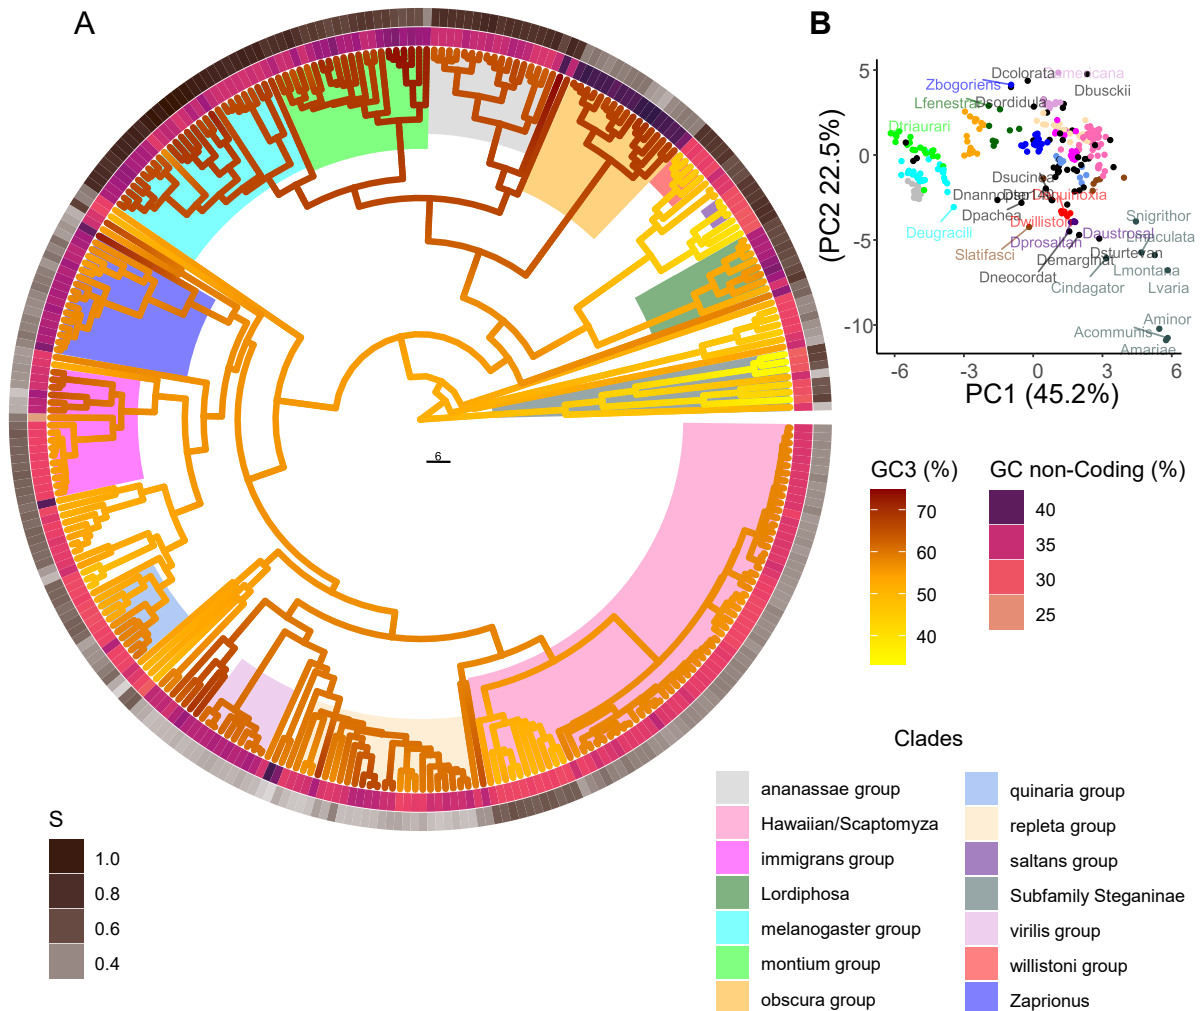 A
B
(PC2 22.5%)
5
0
-5
-10
-6
-3
0
3
6
PC1 (45.2%)
Dcolorata
Zbogoriens
Dbusckii
Lfenestra
Dsordidula
Dtriaurari
Dsucinea
Dpachea
Dwillisto
Deugracili
Dprosaltan
Daustrosal
Slatifasci
Demarginat
Dsturtevan
Dneocordat
Cindagator
Snigrithor
Lmontana
Lvaria
Aminor
Acommunis
Amariae
6
GC3 (%)
70
60
50
40
GC non-Coding (%)
40
35
30
25
S
1.0
0.8
0.6
0.4
Clades
ananassae group
Hawaiian/Scaptomyza
immigrans group
Lordiphosa
melanogaster group
montium group
obscura group
quinaria group
repleta group
saltans group
Subfamily Steganinae
virilis group
willistoni group
Zaprionus